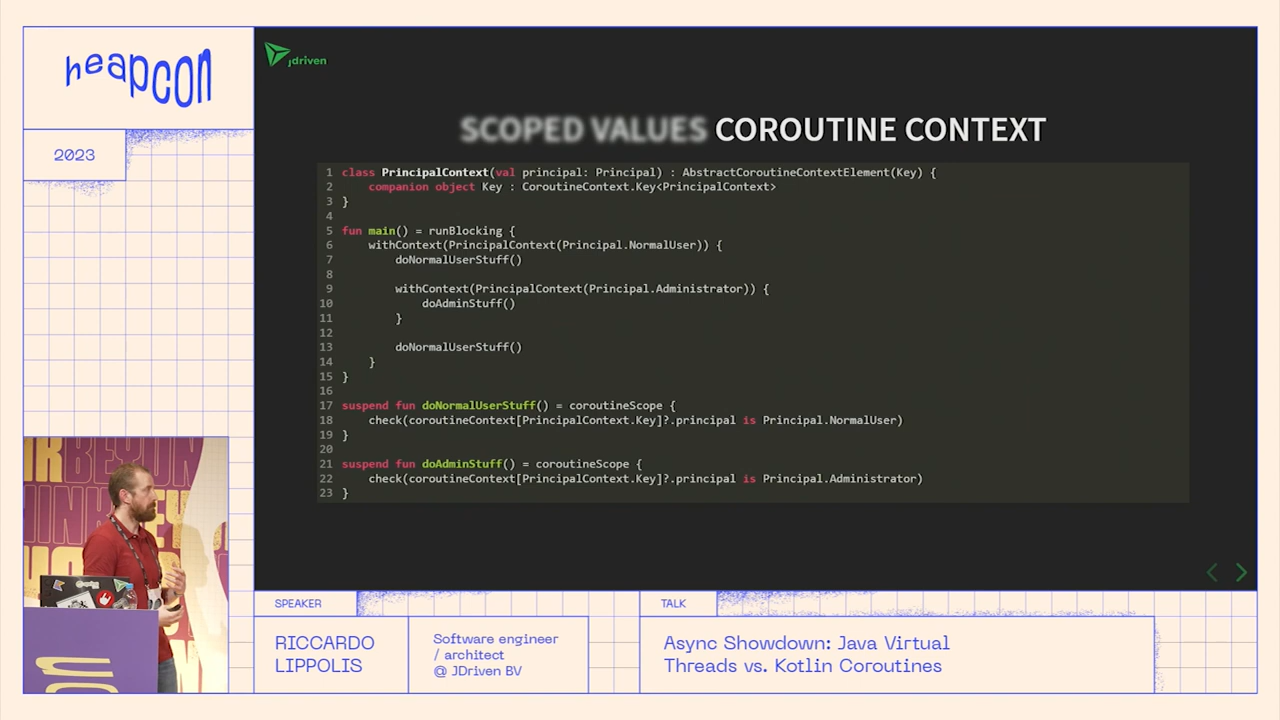 heapcon
2023
jdriven
SCOPED VALUES COROUTINE CONTEXT
1 class PrincipalContext(val principal: Principal) : AbstractCoroutineContextElement(Key) {
2     companion object Key : CoroutineContext.Key<PrincipalContext>
3 }
4
5 fun main() = runBlocking {
6     withContext(PrincipalContext(Principal.NormalUser)) {
7         doNormalUserStuff()
8
9         withContext(PrincipalContext(Principal.Administrator)) {
10             doAdminStuff()
11         }
12
13         doNormalUserStuff()
14     }
15 }
16
17 suspend fun doNormalUserStuff() = coroutineScope {
18     check(coroutineContext[PrincipalContext.Key]?.principal is Principal.NormalUser)
19 }
20
21 suspend fun doAdminStuff() = coroutineScope {
22     check(coroutineContext[PrincipalContext.Key]?.principal is Principal.Administrator)
23 }
SPEAKER
RICCARDO
LIPPOLIS
Software engineer
/ architect
@ JDriven BV
TALK
Async Showdown: Java Virtual
Threads vs. Kotlin Coroutines